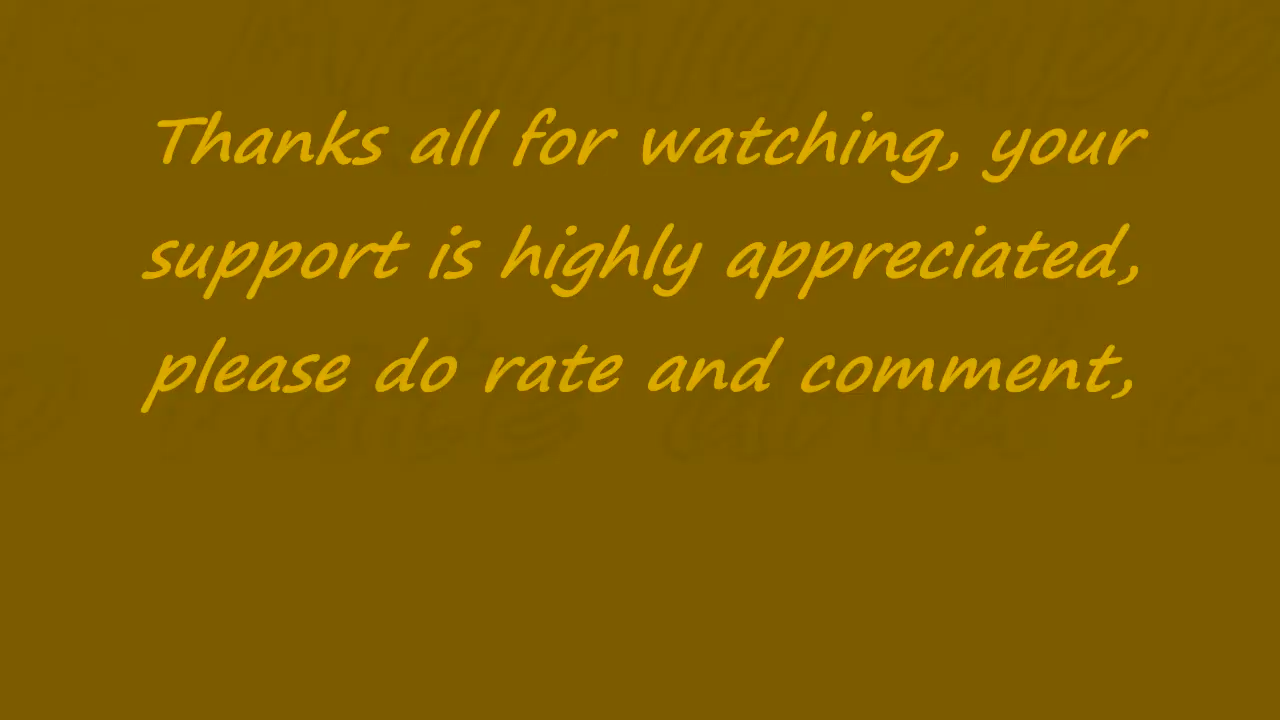 Thanks all for watching, your
support is highly appreciated,
please do rate and comment,